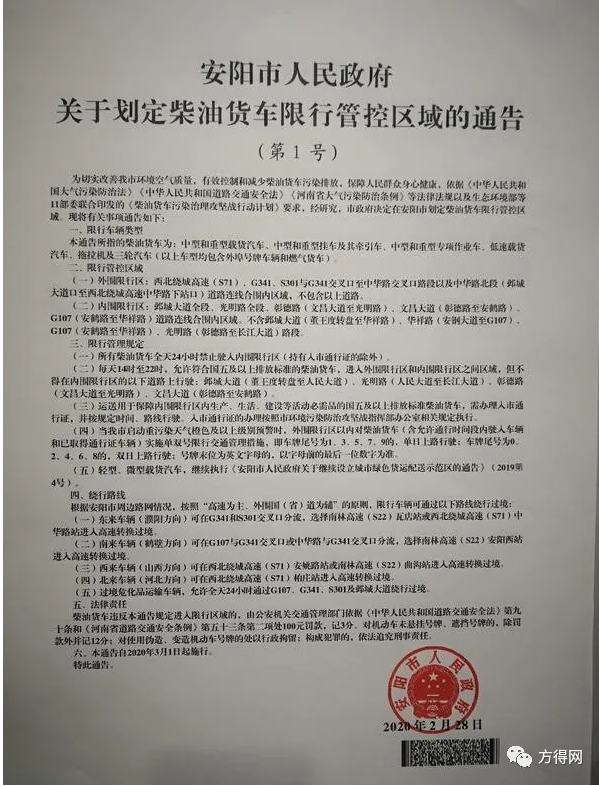 安阳市人民政府
关于划定柴油货车限行管控区域的通告
（第1号）
为切实改善我市环境空气质量，有效控制和减少柴油货车污染排放，保障人民群众身心健康，依据《中华人民共和
国大气污染防治法》《中华人民共和国道路交通安全法》《河南省大气污染防治条例》等法律法规以及生态环境部等
11部委联合印发的《柴油货车污染治理攻坚战行动计划》要求，经研究，市政府决定在安阳市划定柴油货车限行管控区
域。现将有关事项通告如下：
一、限行车辆类型
本通告所指的柴油货车为：中型和重型载货汽车、中型和重型挂车及其牵引车、中型和重型专项作业车、低速载货
汽车、拖拉机及三轮汽车（以上车型均包含外埠号牌车辆和燃气货车）。
二、限行管控区域
（一）外围限行区：西北绕城高速（S71）、G341、S301与G341交叉口至中华路交叉口路段以及中华路北段（邺城
大道口至西北绕城高速中华路下站口）道路连线合围内区域，不包含以上道路。
（二）内围限行区：邺城大道全段、光明路全段、彰德路（文昌大道至光明路）、文昌大道（彰德路至安鹤路）、
G107（安鹤路至华祥路）道路连线合围内区域。不含邺城大道（董王度转盘至华祥路）、华祥路（安钢大道至G107）、
G107（安鹤路至华祥路）、光明路（彰德路至长江大道）路段。
三、限行管理规定
（一）所有柴油货车全天24小时禁止驶入内围限行区（持有入市通行证的除外）。
（二）每天14时至22时，允许符合国五及以上排放标准的柴油货车，进入外围限行区和内围限行区之间区域，但不
得在内围限行区的以下道路上行驶：邺城大道（董王度转盘至人民大道）、光明路（人民大道至长江大道）、彰德路
（文昌大道至光明路）、文昌大道（彰德路至安鹤路）。
（三）运送用于保障内围限行区内生产、生活、建设等活动必需品的国五及以上排放标准柴油货车，需办理入市通
行证，并按规定时间、路线行驶。入市通行证的办理按照市环境污染防治攻坚战指挥部办公室相关规定执行。
（四）当我市启动重污染天气橙色及以上级别预警时，外围限行区以内对柴油货车（含允许通行时间段内驶入车辆
和已取得通行证车辆）实施单双号限行交通管理措施，即车牌尾号为1、3、5、7、9的，单日上路行驶；车牌尾号为0、
2、4、6、8的，双日上路行驶；号牌末位为英文字母的，以字母前的最后一位数字为准。
（五）轻型、微型载货汽车，继续执行《安阳市人民政府关于继续设立城市绿色货运配送示范区的通告》（2019第
4号）。
四、绕行路线
根据安阳市周边路网情况，按照“高速为主、外围国（省）道为辅”的原则，限行车辆可通过以下路线绕行过境：
（一）东来车辆（濮阳方向）可在G341和S301交叉口分流，选择南林高速（S22）瓦店站或西北绕城高速（S71）中
华路站进入高速转换过境。
（二）南来车辆（鹤壁方向）可在G107与G341交叉口或中华路与G341交叉口分流，选择南林高速（S22）安阳西站
进入高速转换过境。
（三）西来车辆（山西方向）可在西北绕城高速（S71）安姚路站或南林高速（S22）曲沟站进入高速转换过境。
（四）北来车辆（河北方向）可在西北绕城高速（S71）柏庄站进入高速转换过境。
（五）过境危化品运输车辆，允许全天24小时通过G107、G341、S301及邺城大道绕行过境。
五、法律责任
柴油货车违反本通告规定进入限行区域的，由公安机关交通管理部门依据《中华人民共和国道路交通安全法》第九
十条和《河南省道路交通安全条例》第五十三条第二项处100元罚款，记3分。对机动车未悬挂号牌、遮挡号牌的，除罚
款外并记12分；对使用伪造、变造机动车号牌的处以行政拘留；构成犯罪的，依法追究刑事责任。
六、本通告自2020年3月1日起施行。
特此通告。
安阳市人民政府
2020年2月28日
方得网